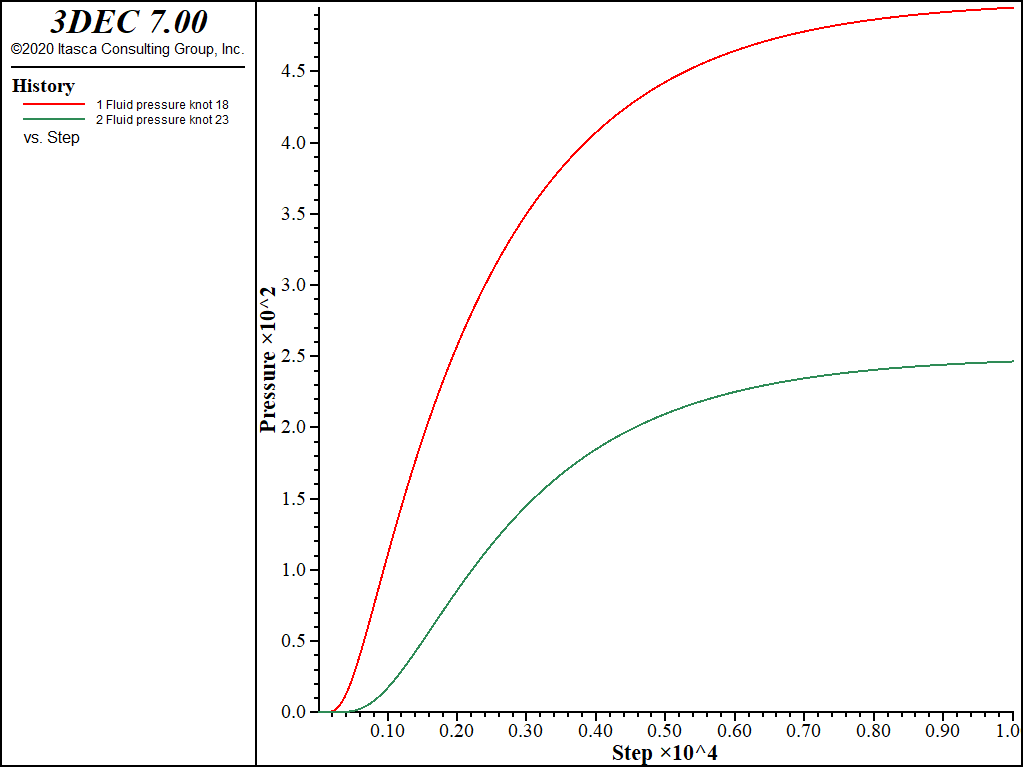 3DEC 7.00
©2020 Itasca Consulting Group, Inc.
History
1 Fluid pressure knot 18
2 Fluid pressure knot 23
vs. Step
Pressure ×10^2
4.5
4.0
3.5
3.0
2.5
2.0
1.5
1.0
0.5
0.0
0.10 0.20 0.30 0.40 0.50 0.60 0.70 0.80 0.90 1.0
Step ×10^4